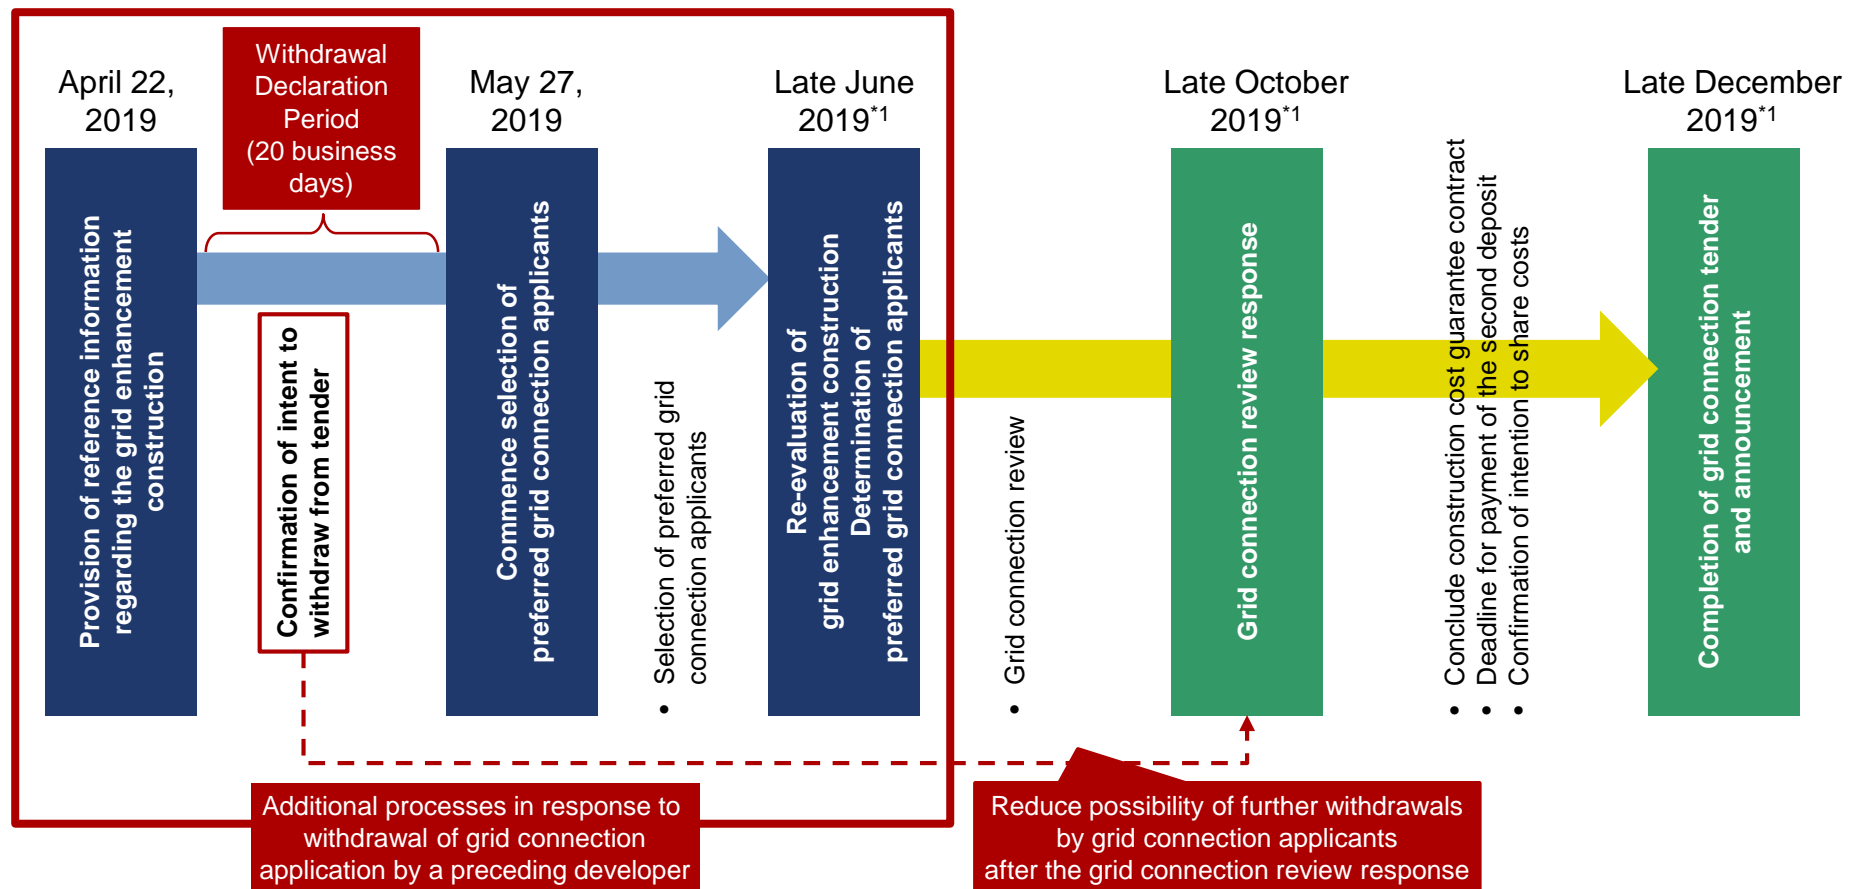 Withdrawal
Declaration
Period
(20 business
days)
April 22,
2019
May 27,
2019
Late June
2019*1
Late October
2019*1
Late December
2019*1
Provision of reference information
regarding the grid enhancement
construction
Confirmation of intent to
withdraw from tender
Commence selection of
preferred grid connection applicants
• Selection of preferred grid
connection applicants
Re-evaluation of
grid enhancement construction
Determination of
preferred grid connection applicants
• Grid connection review
Grid connection review response
• Conclude construction cost guarantee contract
• Deadline for payment of the second deposit
• Confirmation of intention to share costs
Completion of grid connection tender
and announcement
Additional processes in response to
withdrawal of grid connection
application by a preceding developer
Reduce possibility of further withdrawals
by grid connection applicants
after the grid connection review response